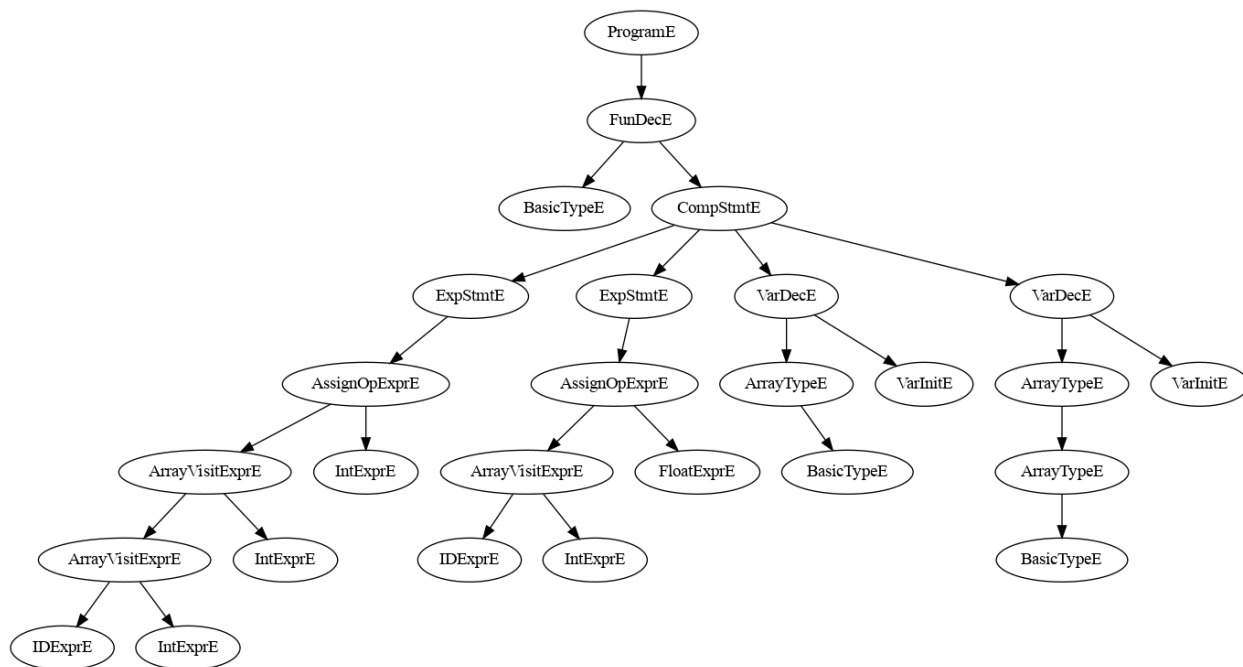 ProgramE
FunDecE
BasicTypeE CompStmtE
ExpStmtE ExpStmtE VarDecE VarDecE
AssignOpExprE AssignOpExprE ArrayTypeE VarInitE ArrayTypeE VarInitE
ArrayVisitExprE IntExprE ArrayVisitExprE FloatExprE BasicTypeE ArrayTypeE
ArrayVisitExprE IntExprE IDExprE IntExprE BasicTypeE
IDExprE IntExprE